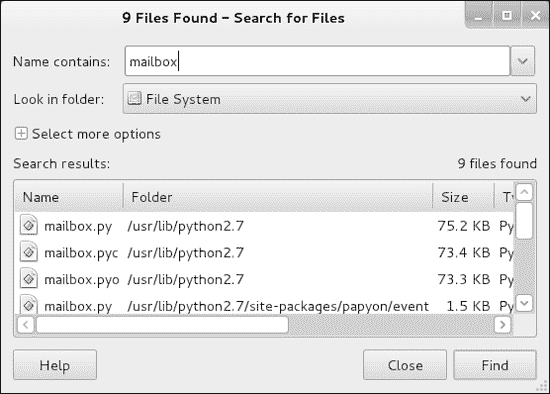 9 Files Found - Search for Files
Name contains: mailbox
Look in folder: File System
Select more options
Search results: 9 files found
Name Folder Size Ty
mailbox.py /usr/lib/python2.7 75.2 KB Py
mailbox.pyc /usr/lib/python2.7 73.4 KB Py
mailbox.pyo /usr/lib/python2.7 73.3 KB Py
mailbox.py /usr/lib/python2.7/site-packages/papyon/event 1.5 KB Py
Help Close Find